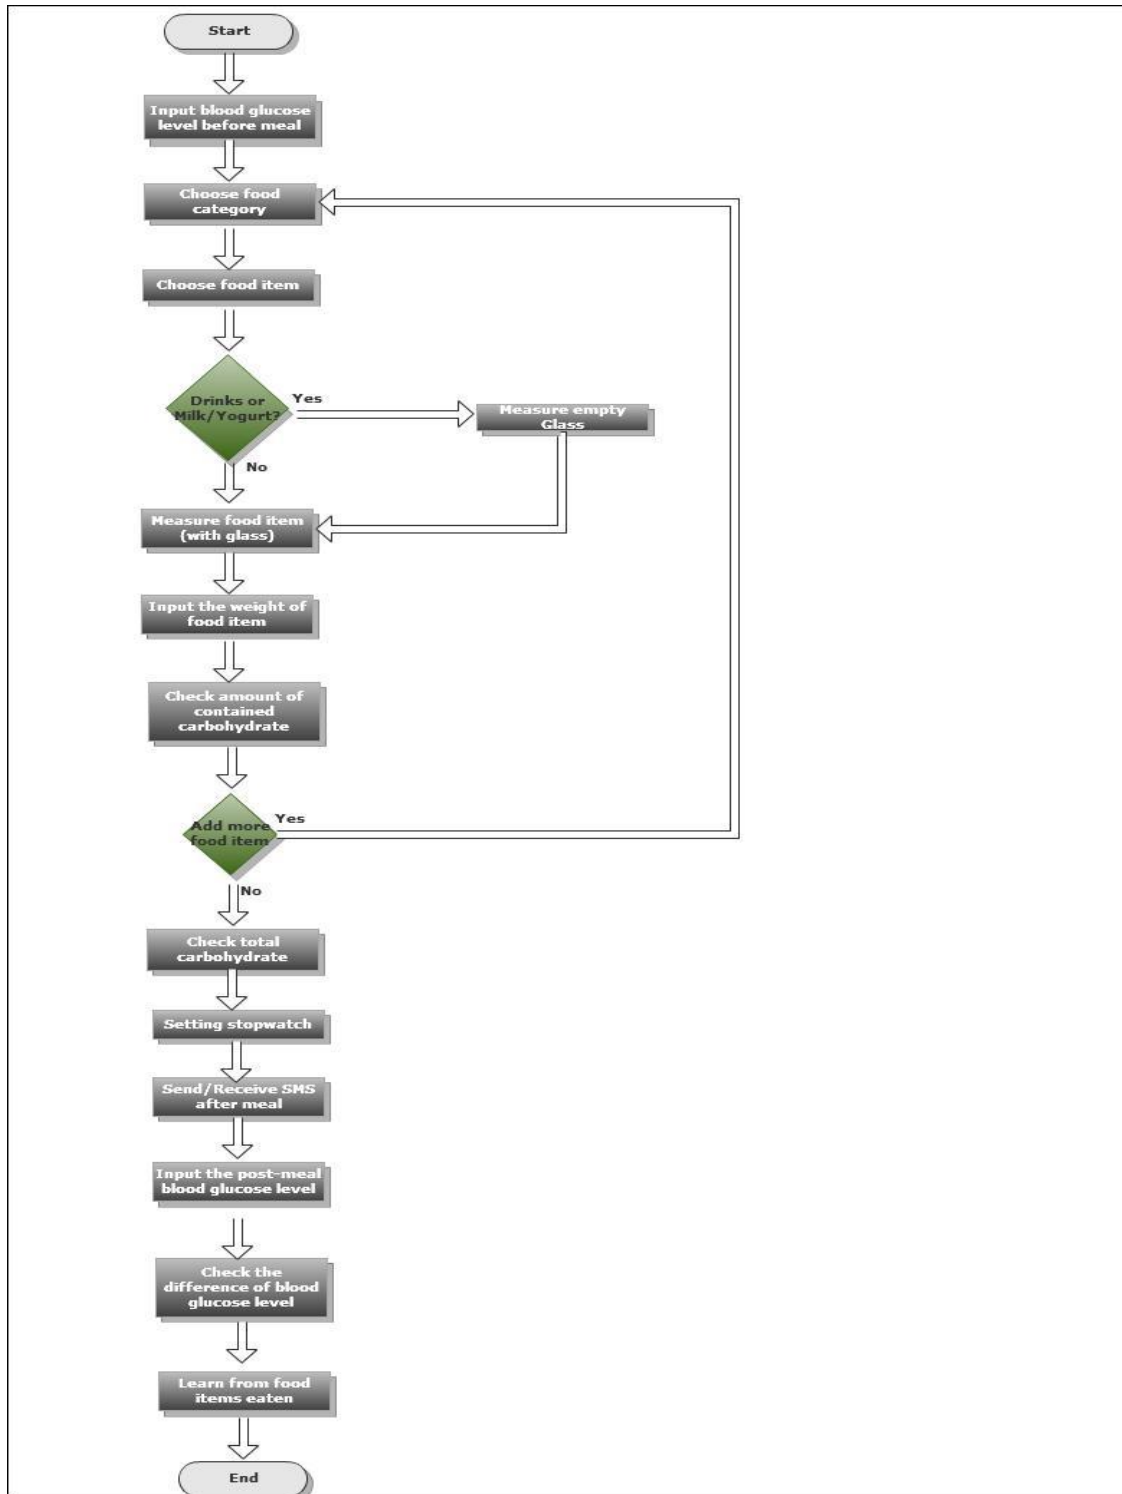 Start
Input blood glucose
level before meal
Choose food
category
Choose food item
Drinks or
Milk/Yogurt?
Yes
Measure empty
Glass
No
Measure food item
(with glass)
Input the weight of
food item
Check amount of
contained
carbohydrate
Add more
food item
Yes
No
Check total
carbohydrate
Setting stopwatch
Send/Receive SMS
after meal
Input the post-meal
blood glucose level
Check the
difference of blood
glucose level
Learn from food
items eaten
End